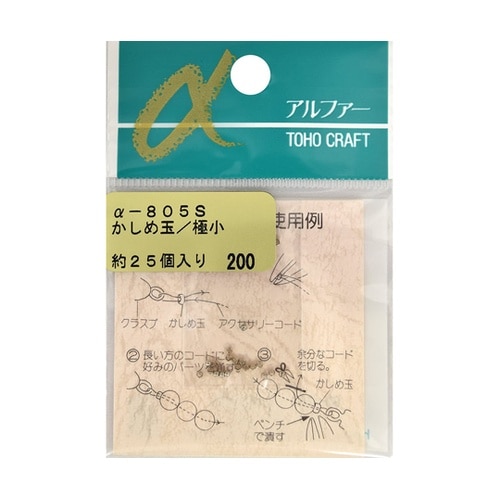 α
アルファー
TOHO CRAFT
α−805S
かしめ玉／極小
約25個入り 200
使用例
クラスプ かしめ玉 アクセサリーコード
② 長い方のコードに
好みのパーツを
③ 余分なコード
を切る。
かしめ玉
ペンチ
で潰す
H